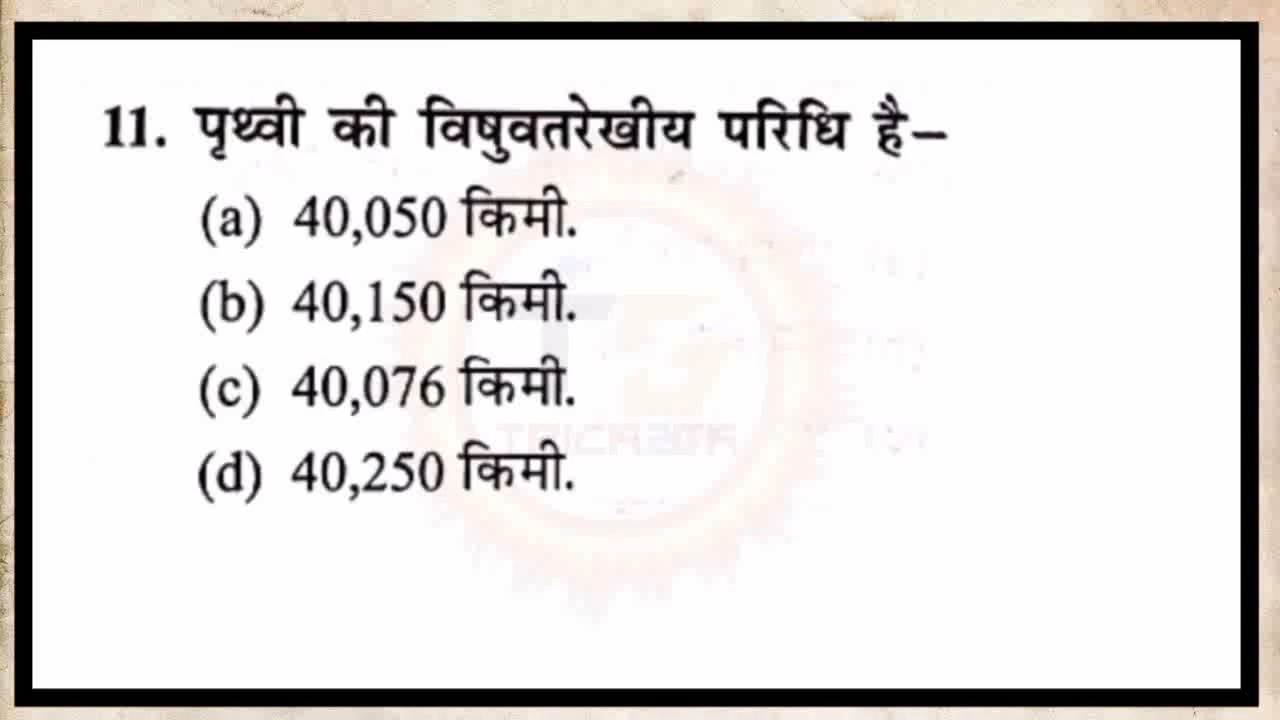 11. पृथ्वी की विषुवतरेखीय परिधि है–
(a) 40,050 किमी.
(b) 40,150 किमी.
(c) 40,076 किमी.
(d) 40,250 किमी.